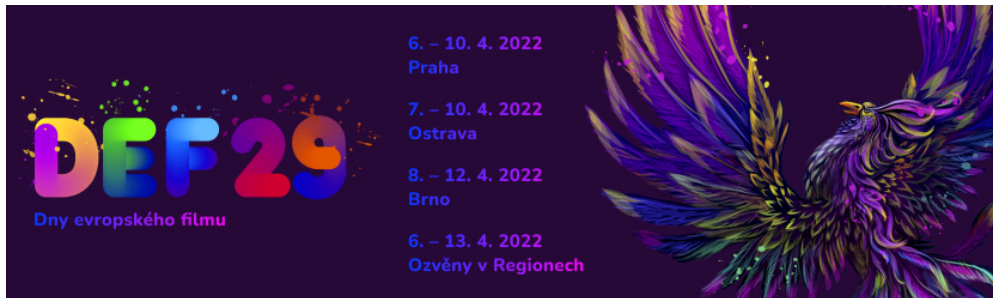 DEF29
Dny evropského filmu
6. – 10. 4. 2022
Praha
7. – 10. 4. 2022
Ostrava
8. – 12. 4. 2022
Brno
6. – 13. 4. 2022
Ozvěny v Regionech